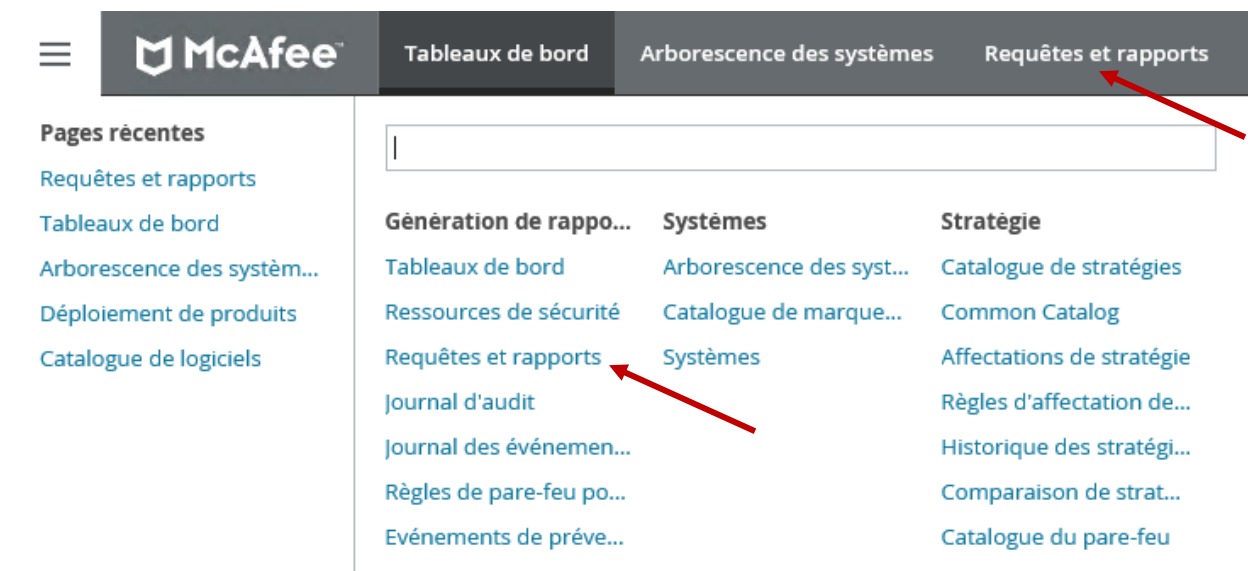 McAfee™ Tableaux de bord Arborescence des systèmes Requêtes et rapports
Pages récentes
Requêtes et rapports
Tableaux de bord
Arborescence des systèm...
Déploiement de produits
Catalogue de logiciels
Génération de rappo...
Tableaux de bord
Ressources de sécurité
Requêtes et rapports
Journal d'audit
Journal des événemen...
Règles de pare-feu po...
Evénements de préve...
Systèmes
Arborescence des syst...
Catalogue de marque...
Systèmes
Stratégie
Catalogue de stratégies
Common Catalog
Affectations de stratégie
Règles d'affectation de...
Historique des stratégi...
Comparaison de strat...
Catalogue du pare-feu